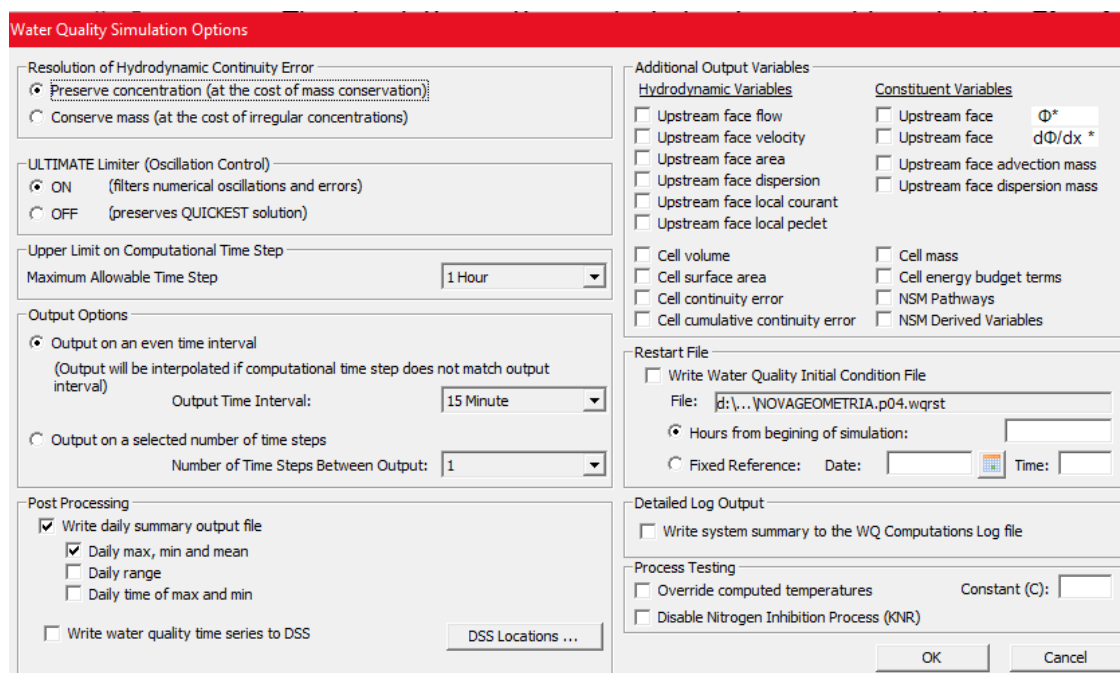 Water Quality Simulation Options
Resolution of Hydrodynamic Continuity Error
Preserve concentration (at the cost of mass conservation)
Conserve mass (at the cost of irregular concentrations)
ULTIMATE Limiter (Oscillation Control)
ON (filters numerical oscillations and errors)
OFF (preserves QUICKEST solution)
Upper Limit on Computational Time Step
Maximum Allowable Time Step 1 Hour
Output Options
Output on an even time interval
(Output will be interpolated if computational time step does not match output
interval)
Output Time Interval: 15 Minute
Output on a selected number of time steps
Number of Time Steps Between Output: 1
Post Processing
Write daily summary output file
Daily max, min and mean
Daily range
Daily time of max and min
Write water quality time series to DSS
DSS Locations ...
Additional Output Variables
Hydrodynamic Variables Constituent Variables
Upstream face flow Upstream face Φ*
Upstream face velocity Upstream face dΦ/dx *
Upstream face area Upstream face advection mass
Upstream face dispersion Upstream face dispersion mass
Upstream face local courant
Upstream face local peclet
Cell volume Cell mass
Cell surface area Cell energy budget terms
Cell continuity error NSM Pathways
Cell cumulative continuity error NSM Derived Variables
Restart File
Write Water Quality Initial Condition File
File: d:\...\NOVAGEOMETRIA.p04.wqrst
Hours from begining of simulation:
Fixed Reference: Date: Time:
Detailed Log Output
Write system summary to the WQ Computations Log file
Process Testing
Override computed temperatures Constant (C):
Disable Nitrogen Inhibition Process (KNR)
OK Cancel